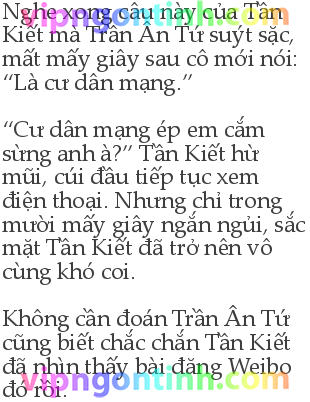 Nghe xong câu này của Tần
Kiết mà Trần Ân Tứ suýt sặc,
mất mấy giây sau cô mới nói:
“Là cư dân mạng.”
“Cư dân mạng ép em cắm
sừng anh à?” Tần Kiết hừ
mũi, cúi đầu tiếp tục xem
điện thoại. Nhưng chỉ trong
mười mấy giây ngắn ngủi, sắc
mặt Tần Kiết đã trở nên vô
cùng khó coi.
Không cần đoán Trần Ân Tứ
cũng biết chắc chắn Tần Kiết
đã nhìn thấy bài đăng Weibo
đó rồi.
vipngontinh.com
vipngontinh.com
vipngontinh.com